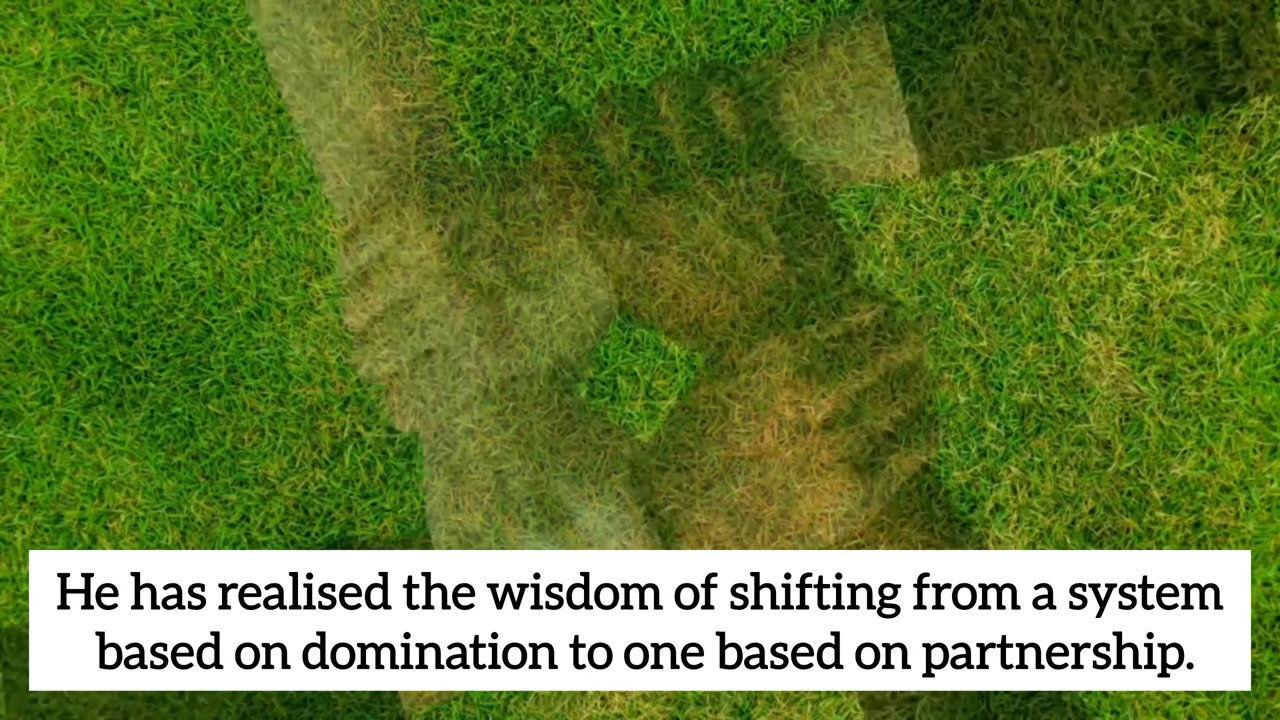 He has realised the wisdom of shifting from a system
based on domination to one based on partnership.